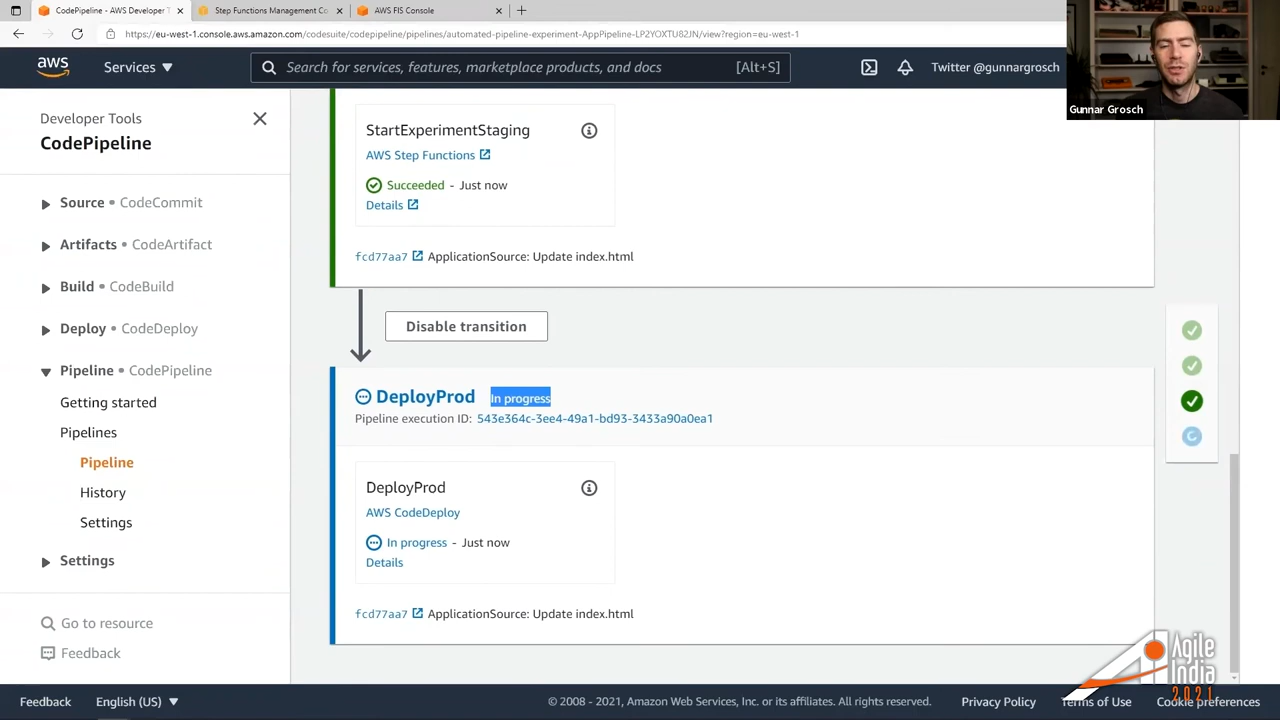 CodePipeline - AWS Developer T
Step Functions Management Co
AWS FIS Console
https://eu-west-1.console.aws.amazon.com/codesuite/codepipeline/pipelines/automated-pipeline-experiment-AppPipeline-LP2YOXTU82JN/view?region=eu-west-1
aws
Services
Search for services, features, marketplace products, and docs
[Alt+S]
Twitter @gunnargrosch
Gunnar Grosch
Developer Tools
CodePipeline
Source • CodeCommit
Artifacts • CodeArtifact
Build • CodeBuild
Deploy • CodeDeploy
Pipeline • CodePipeline
Getting started
Pipelines
Pipeline
History
Settings
Settings
Go to resource
Feedback
StartExperimentStaging
AWS Step Functions
Succeeded - Just now
Details
fcd77aa7 ApplicationSource: Update index.html
Disable transition
DeployProd In progress
Pipeline execution ID: 543e364c-3ee4-49a1-bd93-3433a90a0ea1
DeployProd
AWS CodeDeploy
In progress - Just now
Details
fcd77aa7 ApplicationSource: Update index.html
Agile
India
2021
Feedback
English (US)
© 2008 - 2021, Amazon Web Services, Inc. or its affiliates. All rights reserved.
Privacy Policy
Terms of Use
Cookie preferences